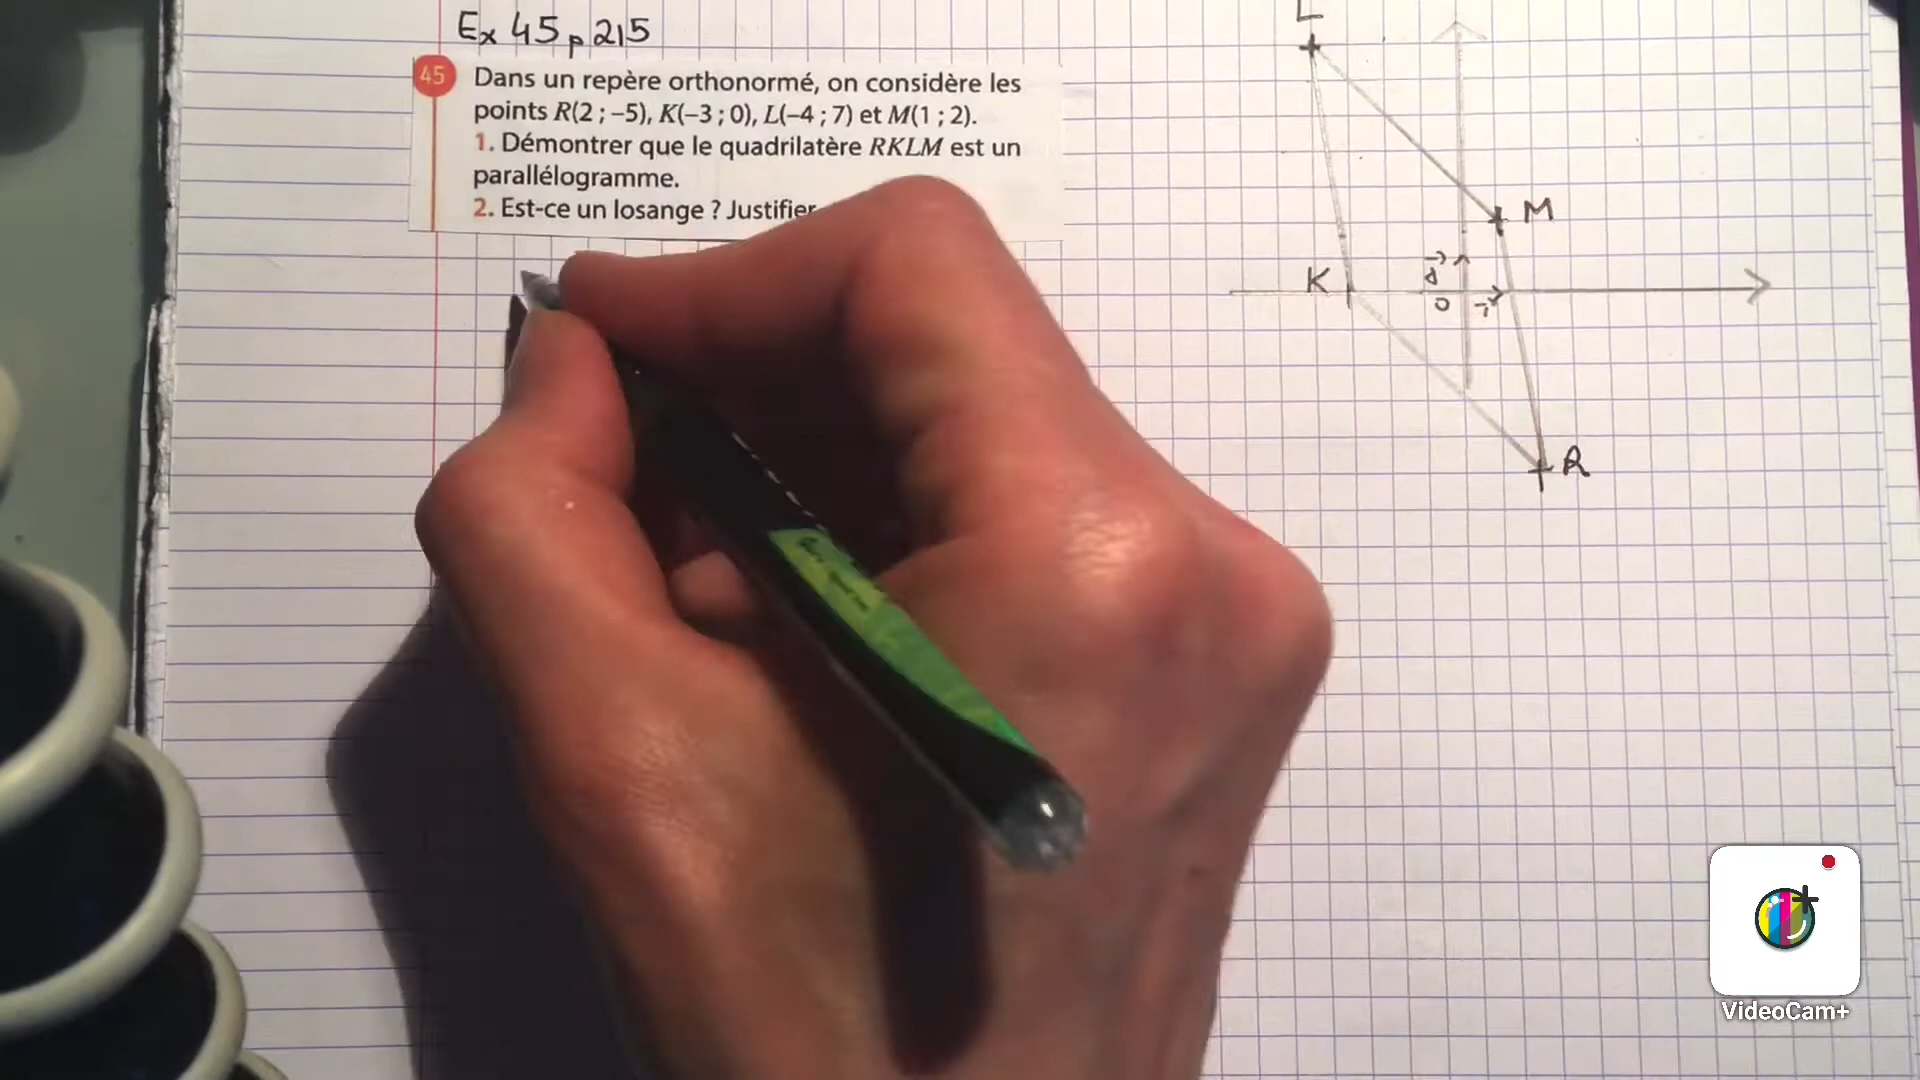 Ex 45 p 215
45 Dans un repère orthonormé, on considère les
points R(2 ; –5), K(–3 ; 0), L(–4 ; 7) et M(1 ; 2).
1. Démontrer que le quadrilatère RKLM est un
parallélogramme.
2. Est-ce un losange ? Justifier
L
M
K
O
R
VideoCam+